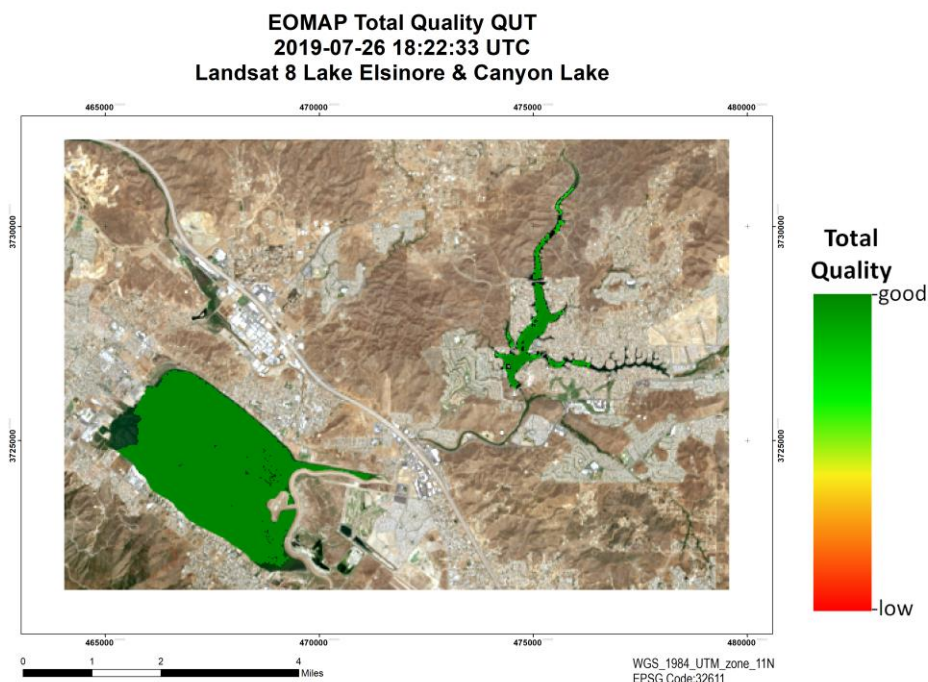 EOMAP Total Quality QUT
2019-07-26 18:22:33 UTC
Landsat 8 Lake Elsinore & Canyon Lake
465000 470000 475000 480000
3730000 3730000
3725000 3725000
Total
Quality
good
low
465000 470000 475000 480000
0 1 2 4
Miles
WGS_1984_UTM_zone_11N
EPSG Code:32611